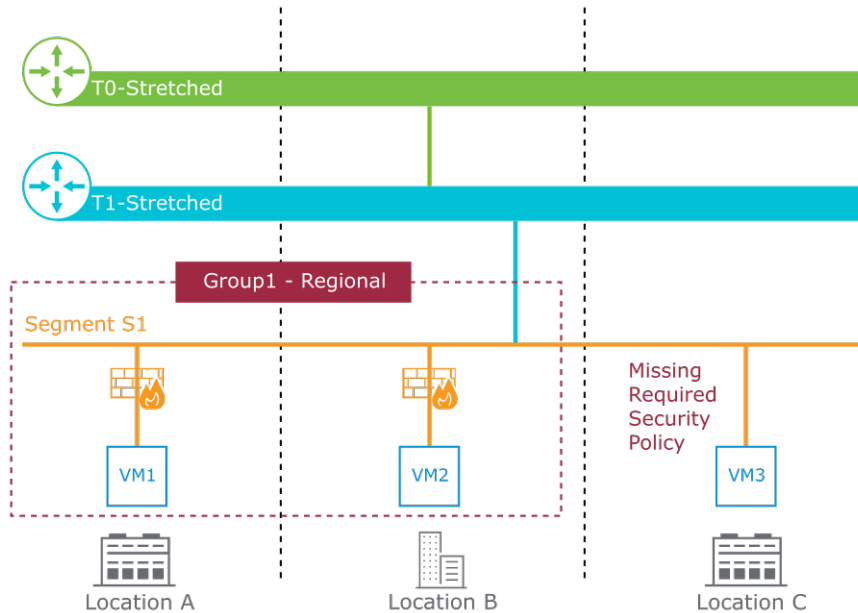 T0-Stretched
T1-Stretched
Group1 - Regional
Segment S1
Missing
Required
Security
Policy
VM1
VM2
VM3
Location A
Location B
Location C